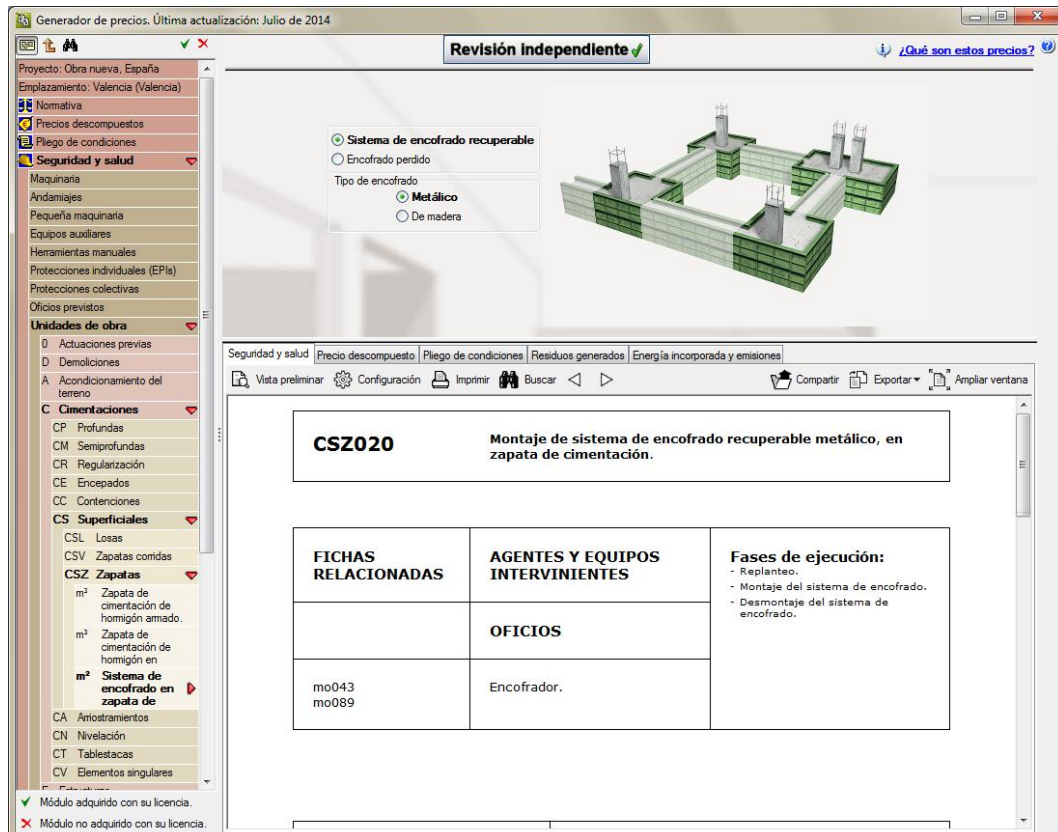 Generador de precios. Última actualización: Julio de 2014
Revisión independiente
¿Qué son estos precios?
Proyecto: Obra nueva, España
Emplazamiento: Valencia (Valencia)
Normativa
Precios descompuestos
Pliego de condiciones
Seguridad y salud
Maquinaria
Andamiajes
Pequeña maquinaria
Equipos auxiliares
Herramientas manuales
Protecciones individuales (EPIs)
Protecciones colectivas
Oficios previstos
Unidades de obra
0 Actuaciones previas
D Demoliciones
A Acondicionamiento del
terreno
C Cimentaciones
CP Profundas
CM Semiprofundas
CR Regularización
CE Encepados
CC Contenciones
CS Superficiales
CSL Losas
CSV Zapatas corridas
CSZ Zapatas
m³ Zapata de
cimentación de
hormigón armado.
m³ Zapata de
cimentación de
hormigón en
m² Sistema de
encofrado en
zapata de
CA Arriostramientos
CN Nivelación
CT Tablestacas
CV Elementos singulares
Módulo adquirido con su licencia.
Módulo no adquirido con su licencia.
Sistema de encofrado recuperable
Encofrado perdido
Tipo de encofrado
Metálico
De madera
Seguridad y salud Precio descompuesto Pliego de condiciones Residuos generados Energía incorporada y emisiones
Vista preliminar Configuración Imprimir Buscar Compartir Exportar Ampliar ventana
CSZ020
Montaje de sistema de encofrado recuperable metálico, en
zapata de cimentación.
FICHAS
RELACIONADAS
AGENTES Y EQUIPOS
INTERVINIENTES
Fases de ejecución:
- Replanteo.
- Montaje del sistema de encofrado.
- Desmontaje del sistema de
encofrado.
OFICIOS
mo043
mo089
Encofrador.